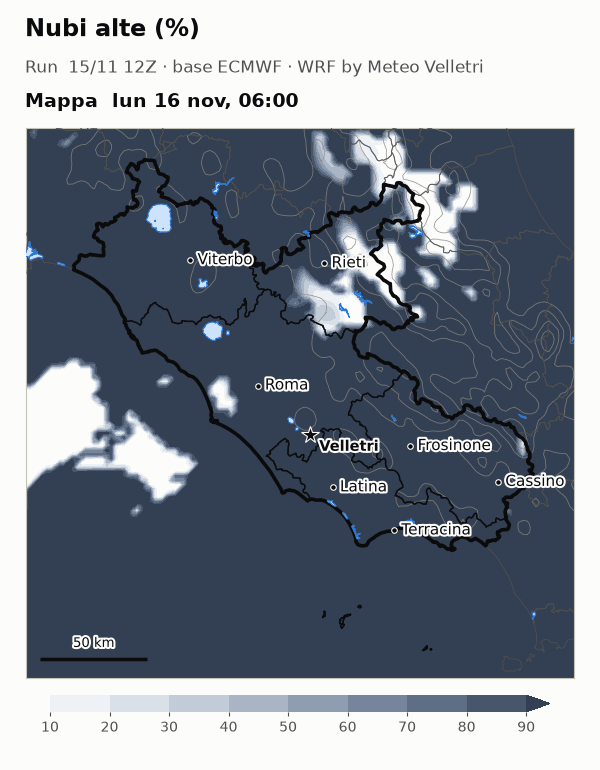 Nubi alte (%)
Run 15/11 12Z · base ECMWF · WRF by Meteo Velletri
Mappa lun 16 nov, 06:00
Viterbo
Rieti
Roma
Velletri
Frosinone
Cassino
Latina
Terracina
50 km
10 20 30 40 50 60 70 80 90